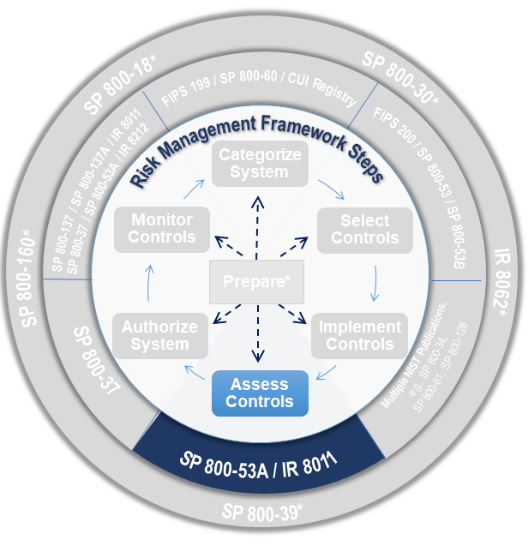 SP 800-18*
SP 800-30*
FIPS 199 / SP 800-60 / CUI Registry
SP 800-137 / SP 800-137A / IR 8011
SP 800-37 / SP 800-53A / IR 8212
FIPS 200 / SP 800-53 / SP 800-53B
Risk Management Framework Steps
Categorize
System
Monitor
Controls
Select
Controls
SP 800-160*
IR 8062*
Prepare*
Authorize
System
Implement
Controls
Multiple NIST Publications,
e.g. SP 800-34,
SP 800-61, SP 800-128
SP 800-37
Assess
Controls
SP 800-53A / IR 8011
SP 800-39*